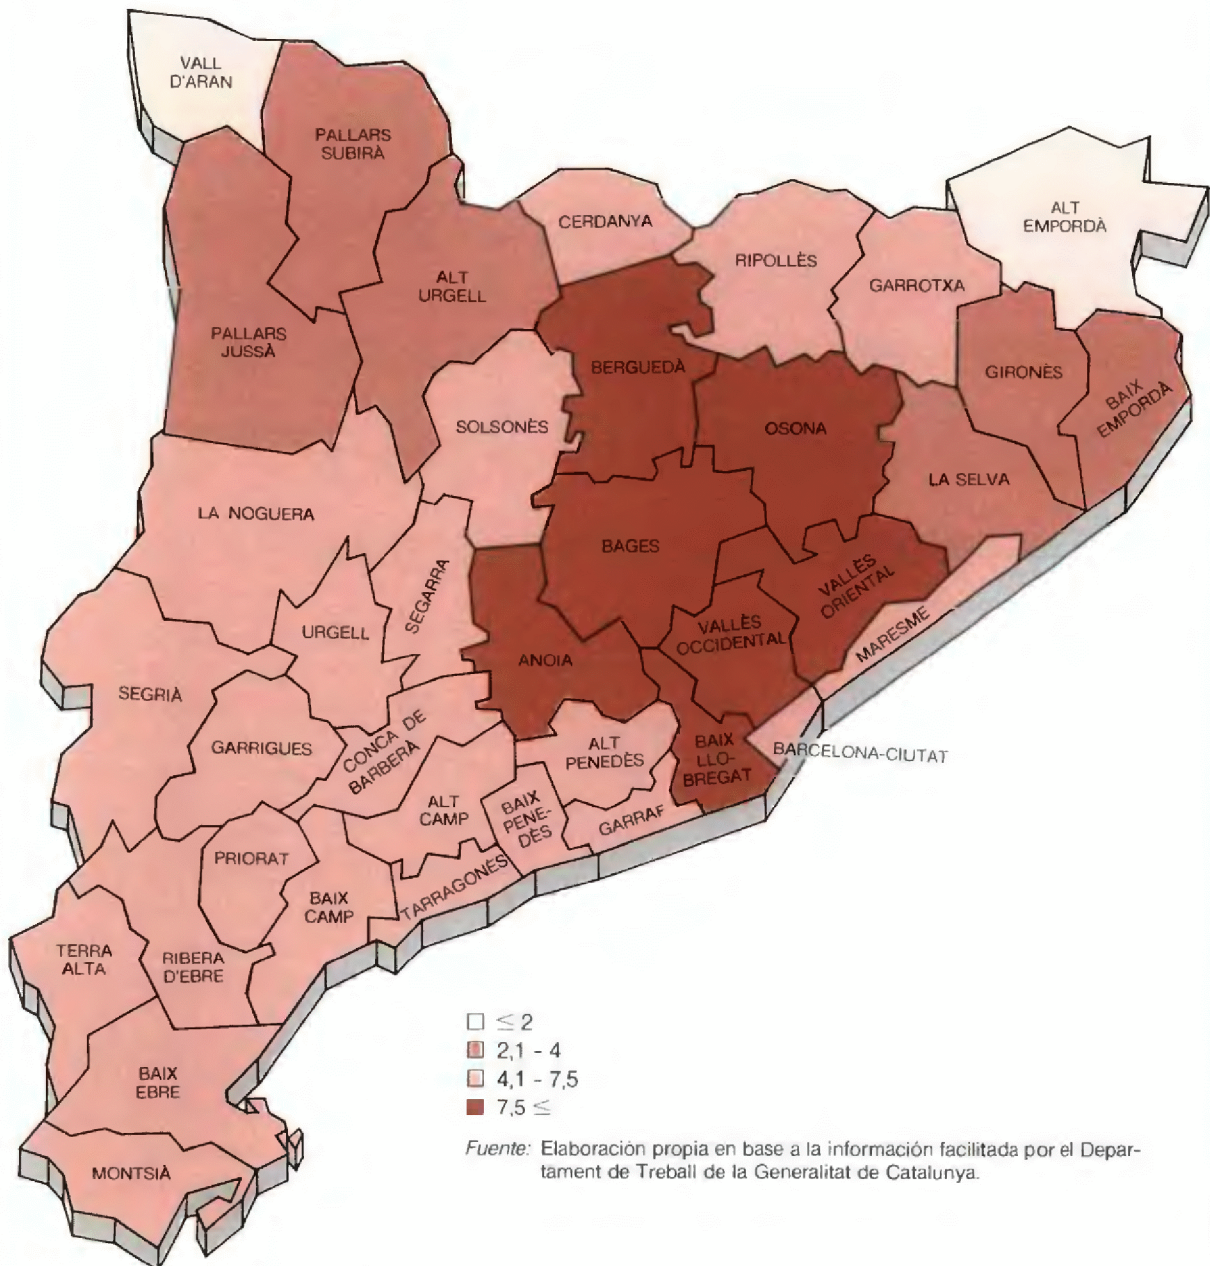 VALL
D'ARAN
PALLARS
SUBIRÀ
ALT
EMPORDÀ
CERDANYA
RIPOLLÈS
GARROTXA
ALT
URGELL
PALLARS
JUSSÀ
BERGUEDÀ
GIRONÈS
BAIX
EMPORDÀ
SOLSONÈS
OSONA
LA SELVA
LA NOGUERA
BAGES
SEGARRA
VALLÈS
ORIENTAL
URGELL
VALLÈS
OCCIDENTAL
MARESME
ANOIA
SEGRIÀ
GARRIGUES
CONCA DE
BARBERÀ
ALT
PENEDÈS
BAIX
LLO-
BREGAT
BARCELONA-CIUTAT
ALT
CAMP
BAIX
PENE-
DÈS
GARRAF
PRIORAT
BAIX
CAMP
TARRAGONÈS
TERRA
ALTA
RIBERA
D'EBRE
BAIX
EBRE
MONTSIÀ
≤ 2
2,1 - 4
4,1 - 7,5
7,5 ≤
Fuente: Elaboración propia en base a la información facilitada por el Depar-
tament de Treball de la Generalitat de Catalunya.